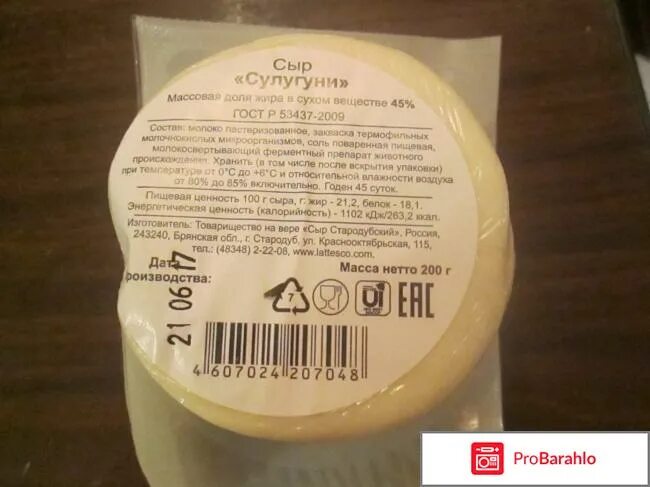 Сыр
«Сулугуни»
Массовая доля жира в сухом веществе 45%
ГОСТ Р 53437-2009
Состав: молоко пастеризованное, закваска термофильных
молочнокислых микроорганизмов, соль поваренная пищевая,
молокосвертывающий ферментный препарат животного
происхождения. Хранить (в том числе после вскрытия упаковки)
при температуре от 0°С до +6°С и относительной влажности воздуха
от 80% до 85% включительно. Годен 45 суток.
Пищевая ценность 100 г сыра, г: жир - 21,2, белок - 18,1.
Энергетическая ценность (калорийность) - 1102 кДж/263,2 ккал.
Изготовитель: Товарищество на вере «Сыр Стародубский», Россия,
243240, Брянская обл., г. Стародуб, ул. Краснооктябрьская, 115,
тел.: (48348) 2-22-08, www.lattesco.com.
Дата
производства:
21 06 17
Масса нетто 200 г
7
EAC
4 607024 207048
ProBarahlo